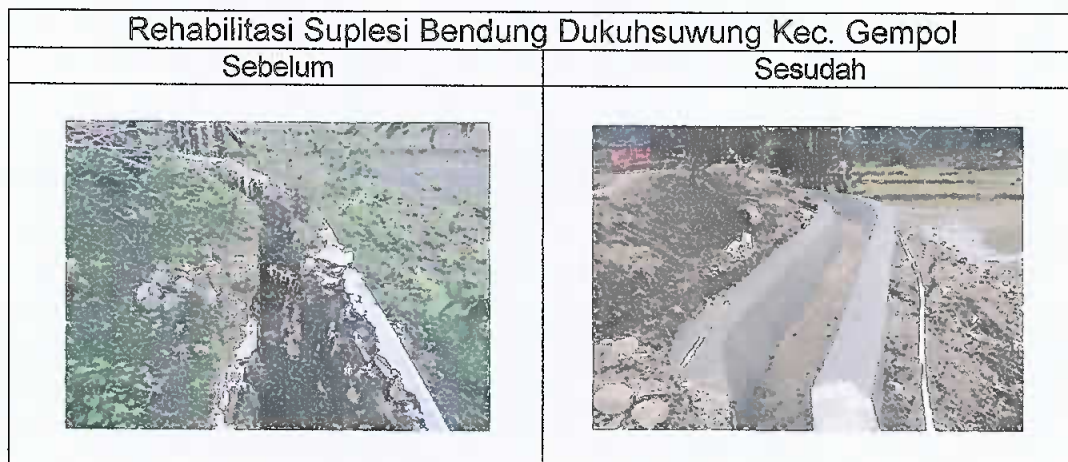 Rehabilitasi Suplesi Bendung Dukuhsuwung Kec. Gempol
Sebelum
Sesudah